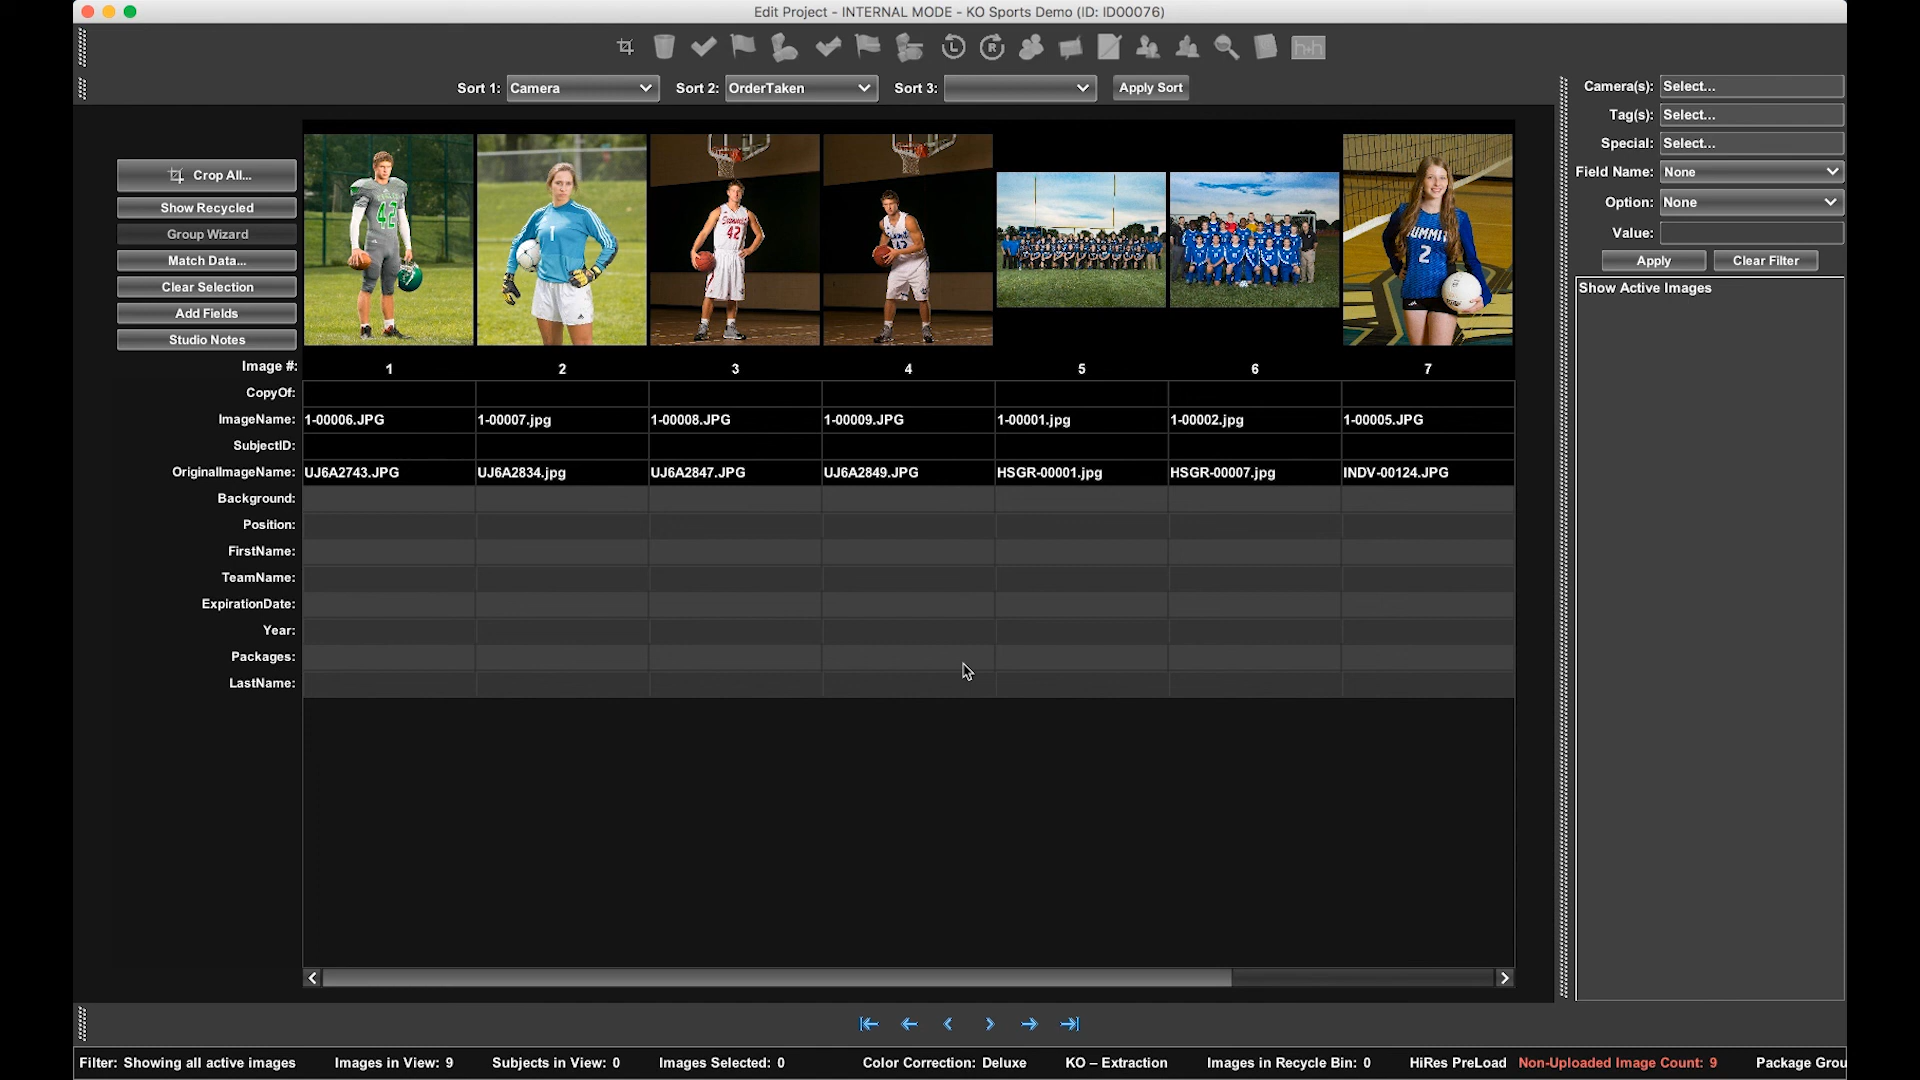 Edit Project - INTERNAL MODE - KO Sports Demo (ID: ID00076)
L
R
h+h
Sort 1: Camera Sort 2: OrderTaken Sort 3: Apply Sort
Camera(s): Select...
Tag(s): Select...
Special: Select...
Field Name: None
Option: None
Value:
Apply Clear Filter
Show Active Images
Crop All...
Show Recycled
Group Wizard
Match Data...
Clear Selection
Add Fields
Studio Notes
42
1
42
SUMMIT
2
Image #: 1 2 3 4 5 6 7
CopyOf:
ImageName: 1-00006.JPG 1-00007.jpg 1-00008.JPG 1-00009.JPG 1-00001.jpg 1-00002.jpg 1-00005.JPG
SubjectID:
OriginalImageName: UJ6A2743.JPG UJ6A2834.jpg UJ6A2847.JPG UJ6A2849.JPG HSGR-00001.jpg HSGR-00007.jpg INDV-00124.JPG
Background:
Position:
FirstName:
TeamName:
ExpirationDate:
Year:
Packages:
LastName:
Filter: Showing all active images Images in View: 9 Subjects in View: 0 Images Selected: 0 Color Correction: Deluxe KO – Extraction Images in Recycle Bin: 0 HiRes PreLoad Non-Uploaded Image Count: 9 Package Grou